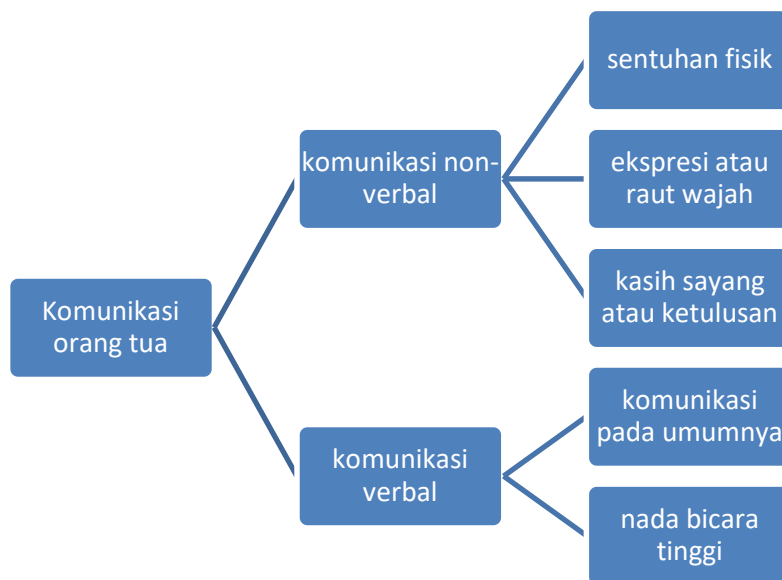 Komunikasi
orang tua
komunikasi non-
verbal
sentuhan fisik
ekspresi atau
raut wajah
kasih sayang
atau ketulusan
komunikasi
verbal
komunikasi
pada umumnya
nada bicara
tinggi